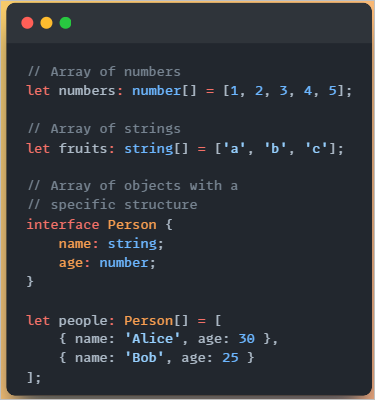 // Array of numbers
let numbers: number[] = [1, 2, 3, 4, 5];
// Array of strings
let fruits: string[] = ['a', 'b', 'c'];
// Array of objects with a
// specific structure
interface Person {
    name: string;
    age: number;
}
let people: Person[] = [
    { name: 'Alice', age: 30 },
    { name: 'Bob', age: 25 }
];